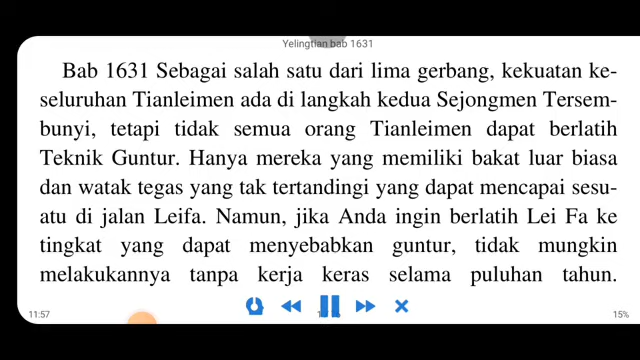 Yelingtian bab 1631
Bab 1631 Sebagai salah satu dari lima gerbang, kekuatan ke-
seluruhan Tianleimen ada di langkah kedua Sejongmen Tersem-
bunyi, tetapi tidak semua orang Tianleimen dapat berlatih
Teknik Guntur. Hanya mereka yang memiliki bakat luar biasa
dan watak tegas yang tak tertandingi yang dapat mencapai sesu-
atu di jalan Leifa. Namun, jika Anda ingin berlatih Lei Fa ke
tingkat yang dapat menyebabkan guntur, tidak mungkin
melakukannya tanpa kerja keras selama puluhan tahun.
11:57 15%